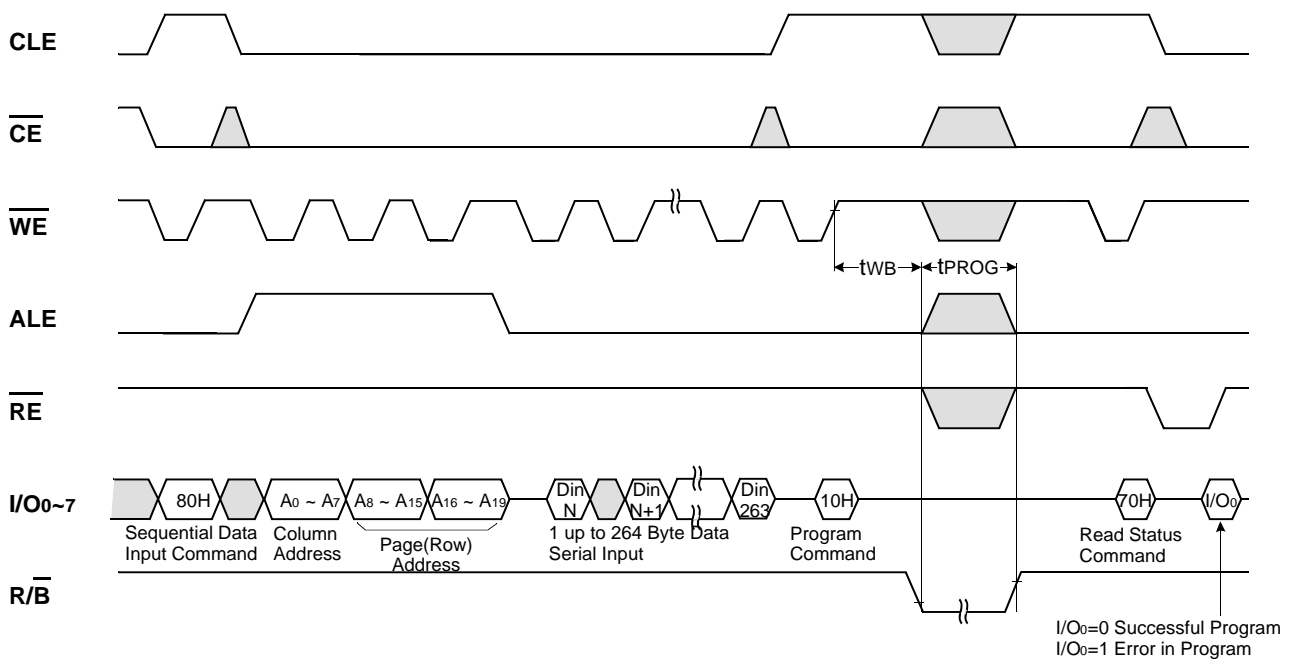 CLE
CE
WE
tWB
tPROG
ALE
RE
I/O0~7
80H
A0 ~ A7
A8 ~ A15
A16 ~ A19
Din
N
Din
N+1
Din
263
10H
70H
I/O0
Sequential Data
Input Command
Column
Address
Page(Row)
Address
1 up to 264 Byte Data
Serial Input
Program
Command
Read Status
Command
R/B
I/O0=0 Successful Program
I/O0=1 Error in Program